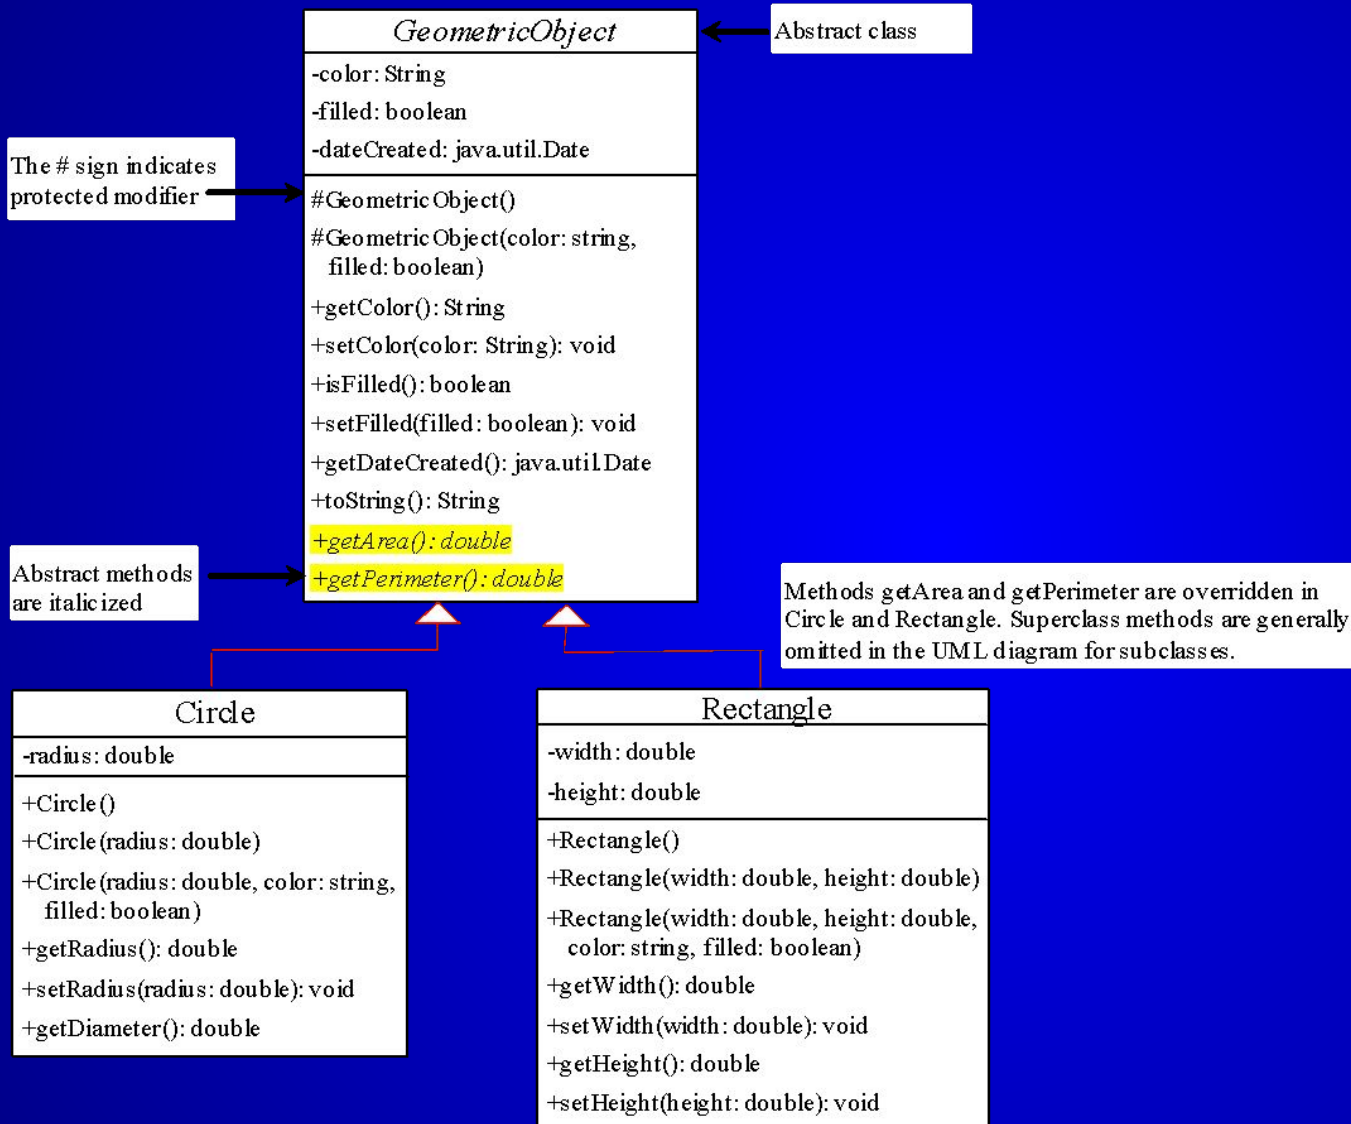 GeometricObject
Abstract class
-color: String
-filled: boolean
-dateCreated: java.util.Date
The # sign indicates
protected modifier
#GeometricObject()
#GeometricObject(color: string,
filled: boolean)
+getColor(): String
+setColor(color: String): void
+isFilled(): boolean
+setFilled(filled: boolean): void
+getDateCreated(): java.util.Date
+toString(): String
+getArea(): double
+getPerimeter(): double
Abstract methods
are italicized
Methods getArea and getPerimeter are overridden in
Circle and Rectangle. Superclass methods are generally
omitted in the UML diagram for subclasses.
Circle
-radius: double
+Circle()
+Circle(radius: double)
+Circle(radius: double, color: string,
filled: boolean)
+getRadius(): double
+setRadius(radius: double): void
+getDiameter(): double
Rectangle
-width: double
-height: double
+Rectangle()
+Rectangle(width: double, height: double)
+Rectangle(width: double, height: double,
color: string, filled: boolean)
+getWidth(): double
+setWidth(width: double): void
+getHeight(): double
+setHeight(height: double): void